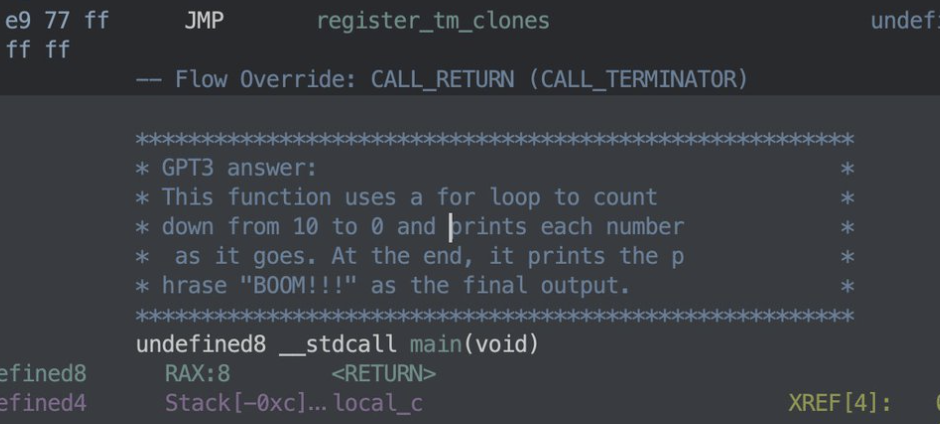 e9 77 ff JMP register_tm_clones
ff ff
-- Flow Override: CALL_RETURN (CALL_TERMINATOR)
*******************************************************
* GPT3 answer: *
* This function uses a for loop to count *
* down from 10 to 0 and prints each number *
* as it goes. At the end, it prints the p *
* hrase "BOOM!!!" as the final output. *
*******************************************************
undefined8 __stdcall main(void)
efined8 RAX:8 <RETURN>
efined4 Stack[-0xc]... local_c XREF[4]: